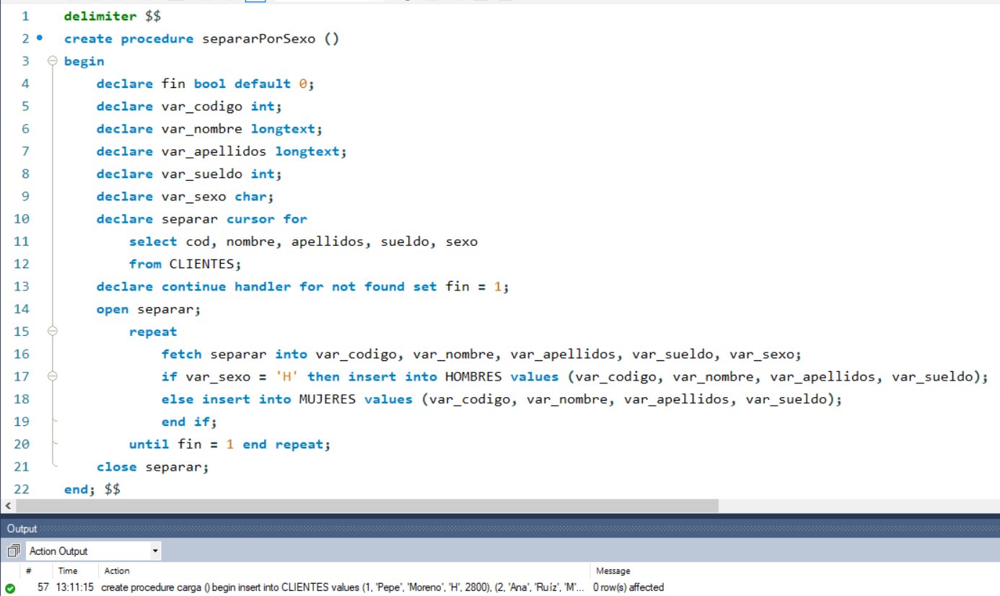 1 delimiter $$
2 create procedure separarPorSexo ()
3 begin
4 declare fin bool default 0;
5 declare var_codigo int;
6 declare var_nombre longtext;
7 declare var_apellidos longtext;
8 declare var_sueldo int;
9 declare var_sexo char;
10 declare separar cursor for
11 select cod, nombre, apellidos, sueldo, sexo
12 from CLIENTES;
13 declare continue handler for not found set fin = 1;
14 open separar;
15 repeat
16 fetch separar into var_codigo, var_nombre, var_apellidos, var_sueldo, var_sexo;
17 if var_sexo = 'H' then insert into HOMBRES values (var_codigo, var_nombre, var_apellidos, var_sueldo);
18 else insert into MUJERES values (var_codigo, var_nombre, var_apellidos, var_sueldo);
19 end if;
20 until fin = 1 end repeat;
21 close separar;
22 end; $$
Output
Action Output
# Time Action Message
57 13:11:15 create procedure carga () begin insert into CLIENTES values (1, 'Pepe', 'Moreno', 'H', 2800), (2, 'Ana', 'Ruíz', 'M'... 0 row(s) affected